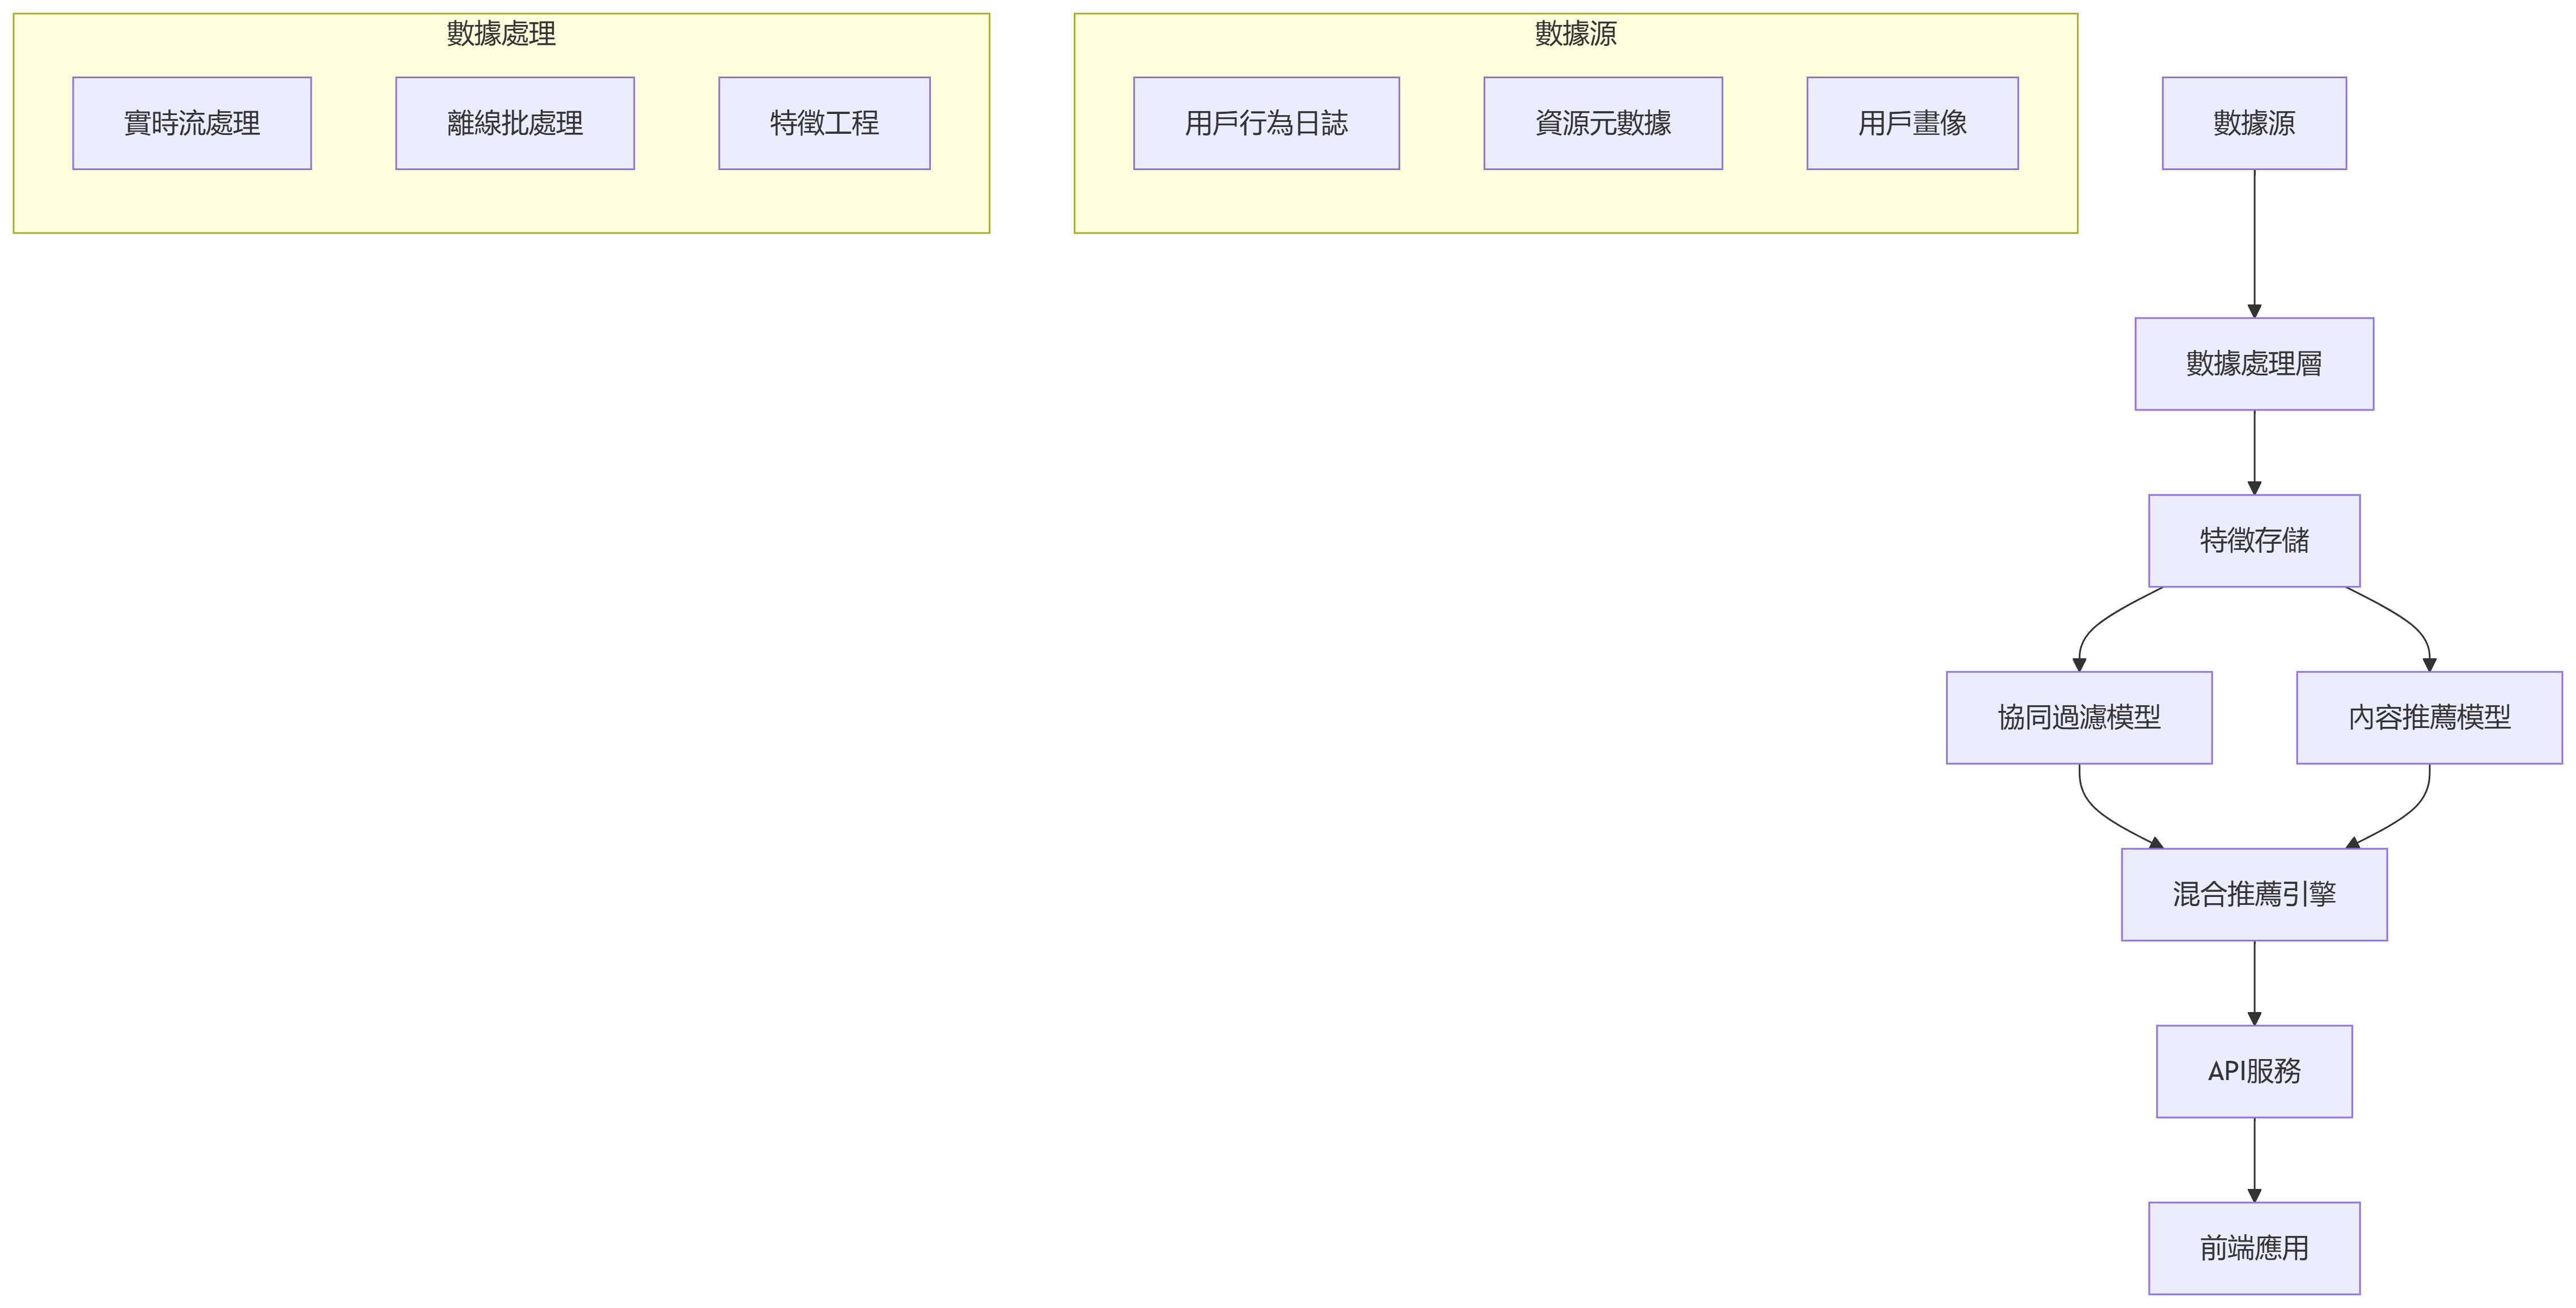 數據處理
實時流處理
離線批處理
特徵工程
數據源
用戶行為日誌
資源元數據
用戶畫像
數據源
數據處理層
特徵存儲
協同過濾模型
內容推薦模型
混合推薦引擎
API服務
前端應用